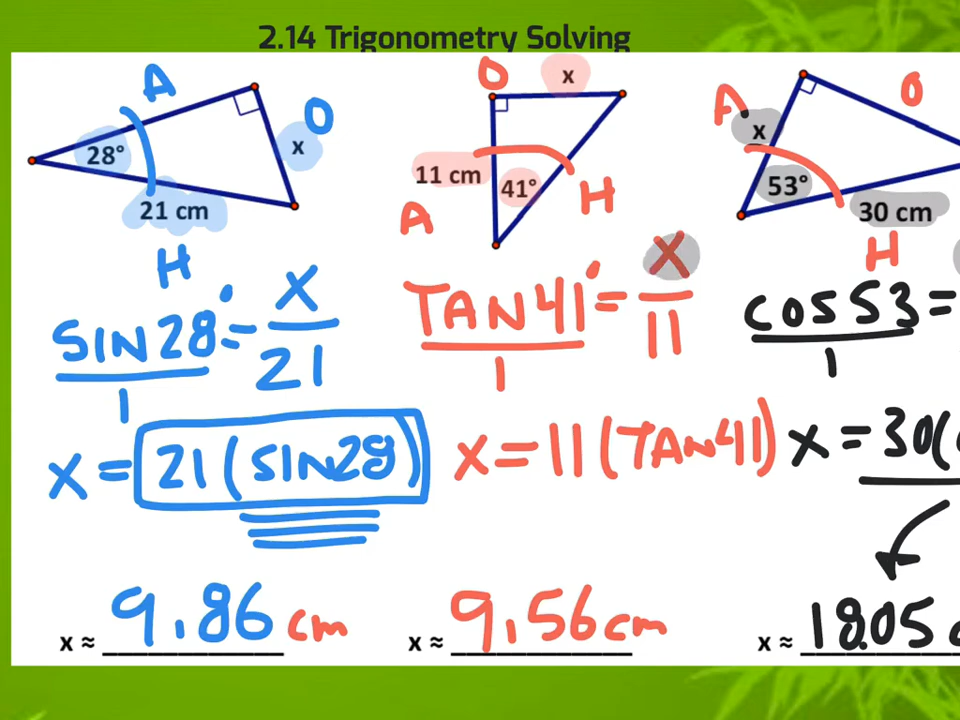 2.14 Trigonometry Solving
A
O
28°
x
21 cm
H
SIN28° = x/21
1
x = 21(SIN28)
x ≈ 9.86 cm
O
x
11 cm
41°
A
H
TAN41° = x/11
1
x = 11(TAN41)
x ≈ 9.56 cm
A
O
x
53°
30 cm
H
COS53 =
1
x = 30(
x ≈ 18.05 c